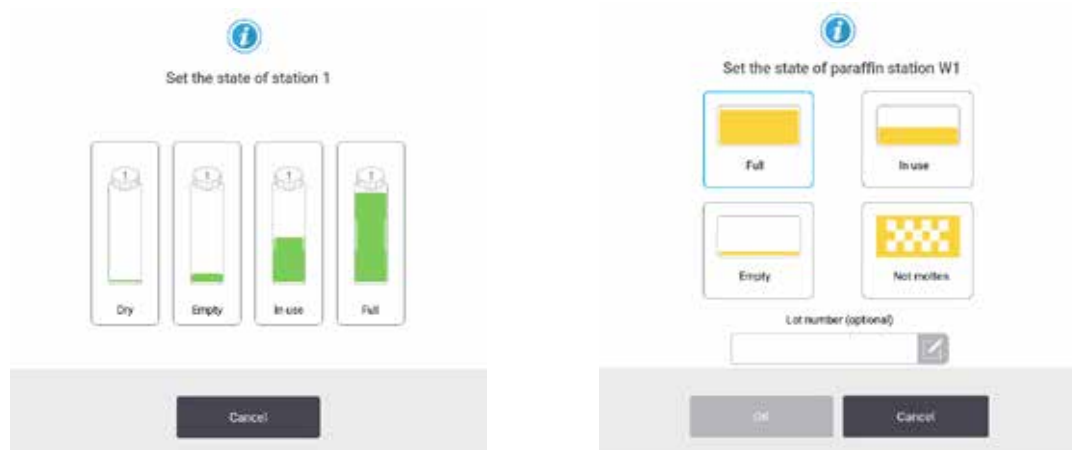 Set the state of station 1
1
1
1
1
Dry
Empty
In use
Full
Cancel
Set the state of paraffin station W1
Full
In use
Empty
Not molten
Lot number (optional)
OK
Cancel